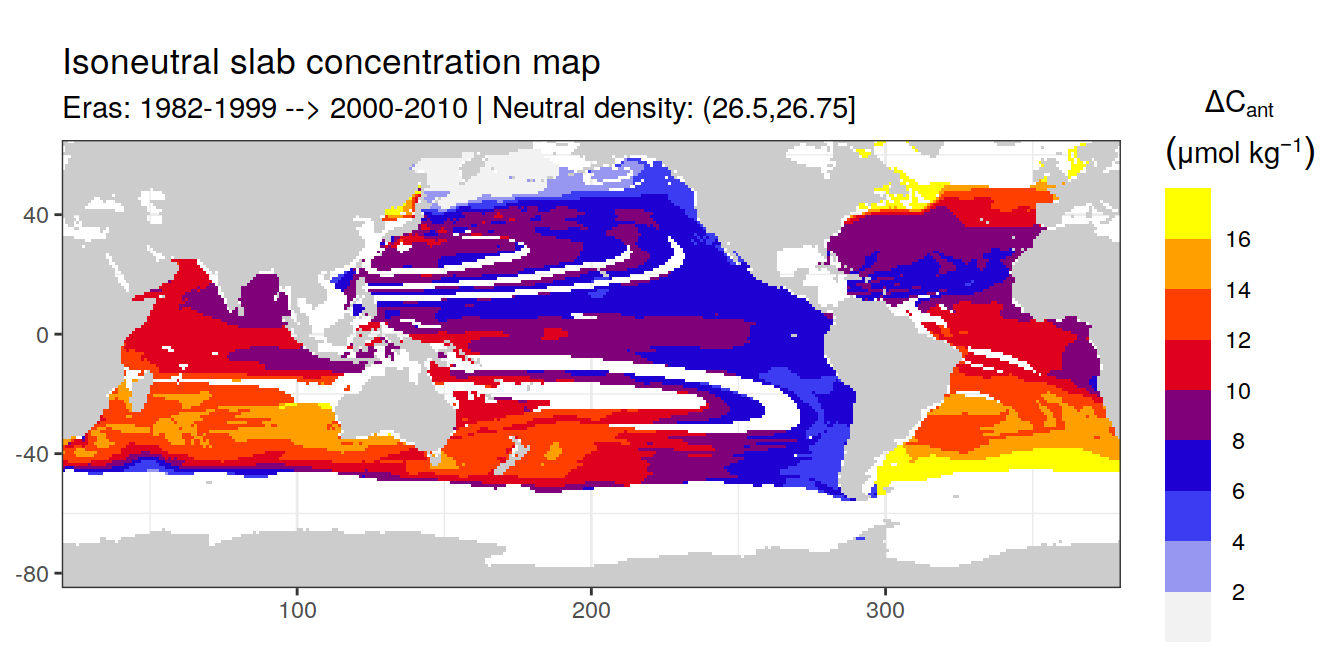 Isoneutral slab concentration map
Eras: 1982-1999 --> 2000-2010 | Neutral density: (26.5,26.75]
ΔCant
(μmol kg⁻¹)
16
14
12
10
8
6
4
2
40
0
-40
-80
100 200 300